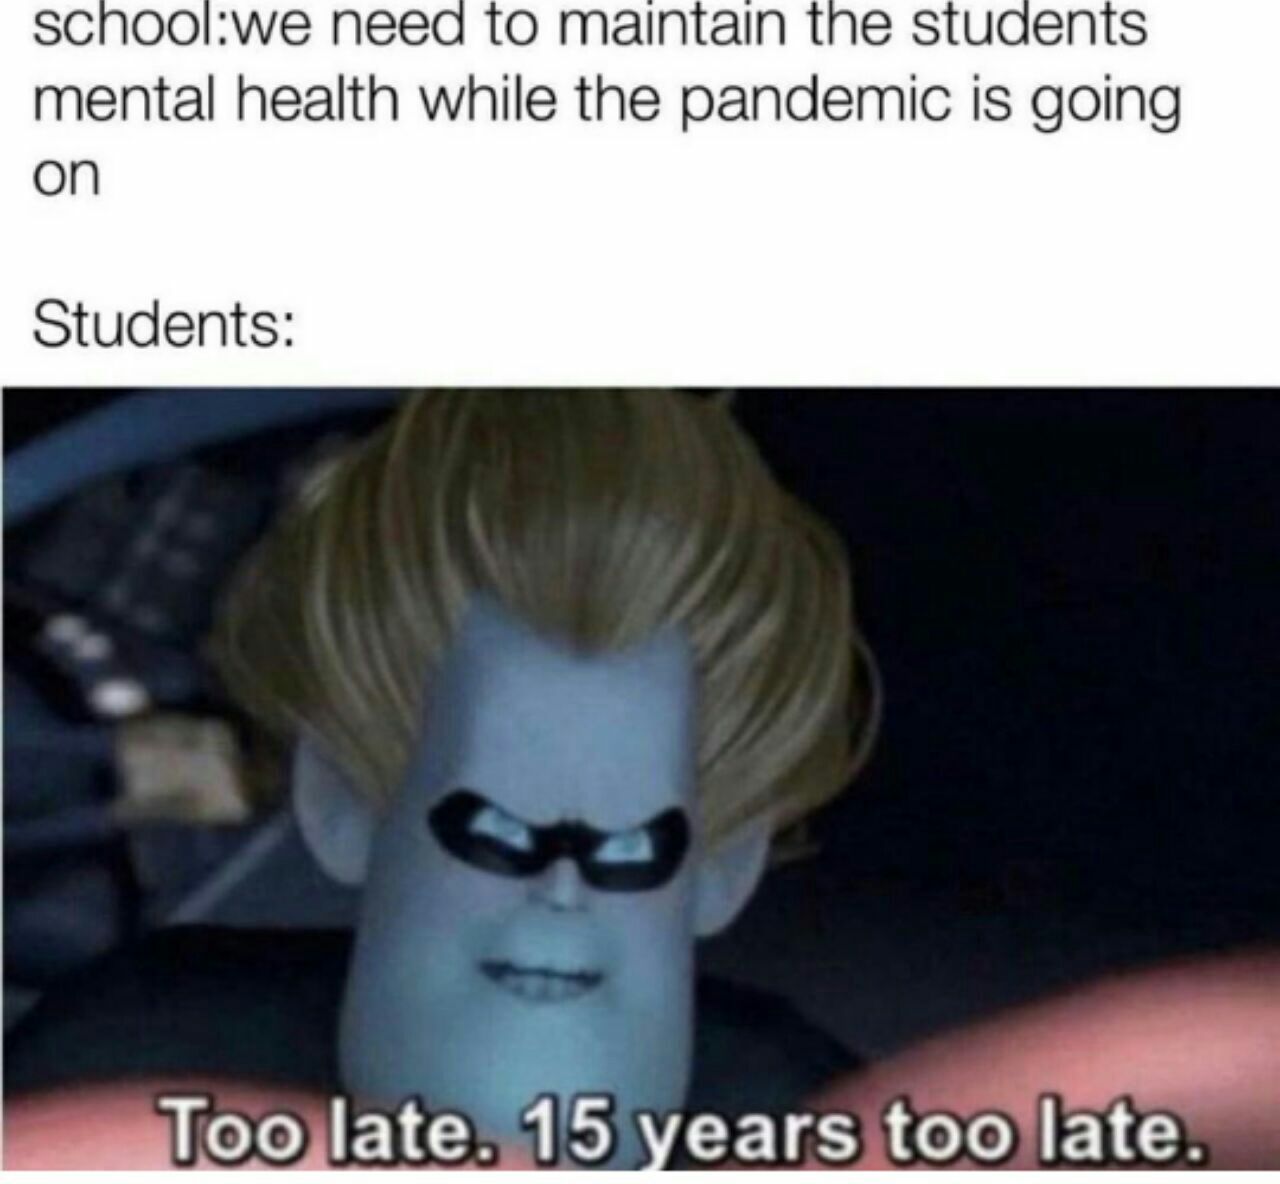 school:we need to maintain the students
mental health while the pandemic is going
on
Students:
Too late. 15 years too late.